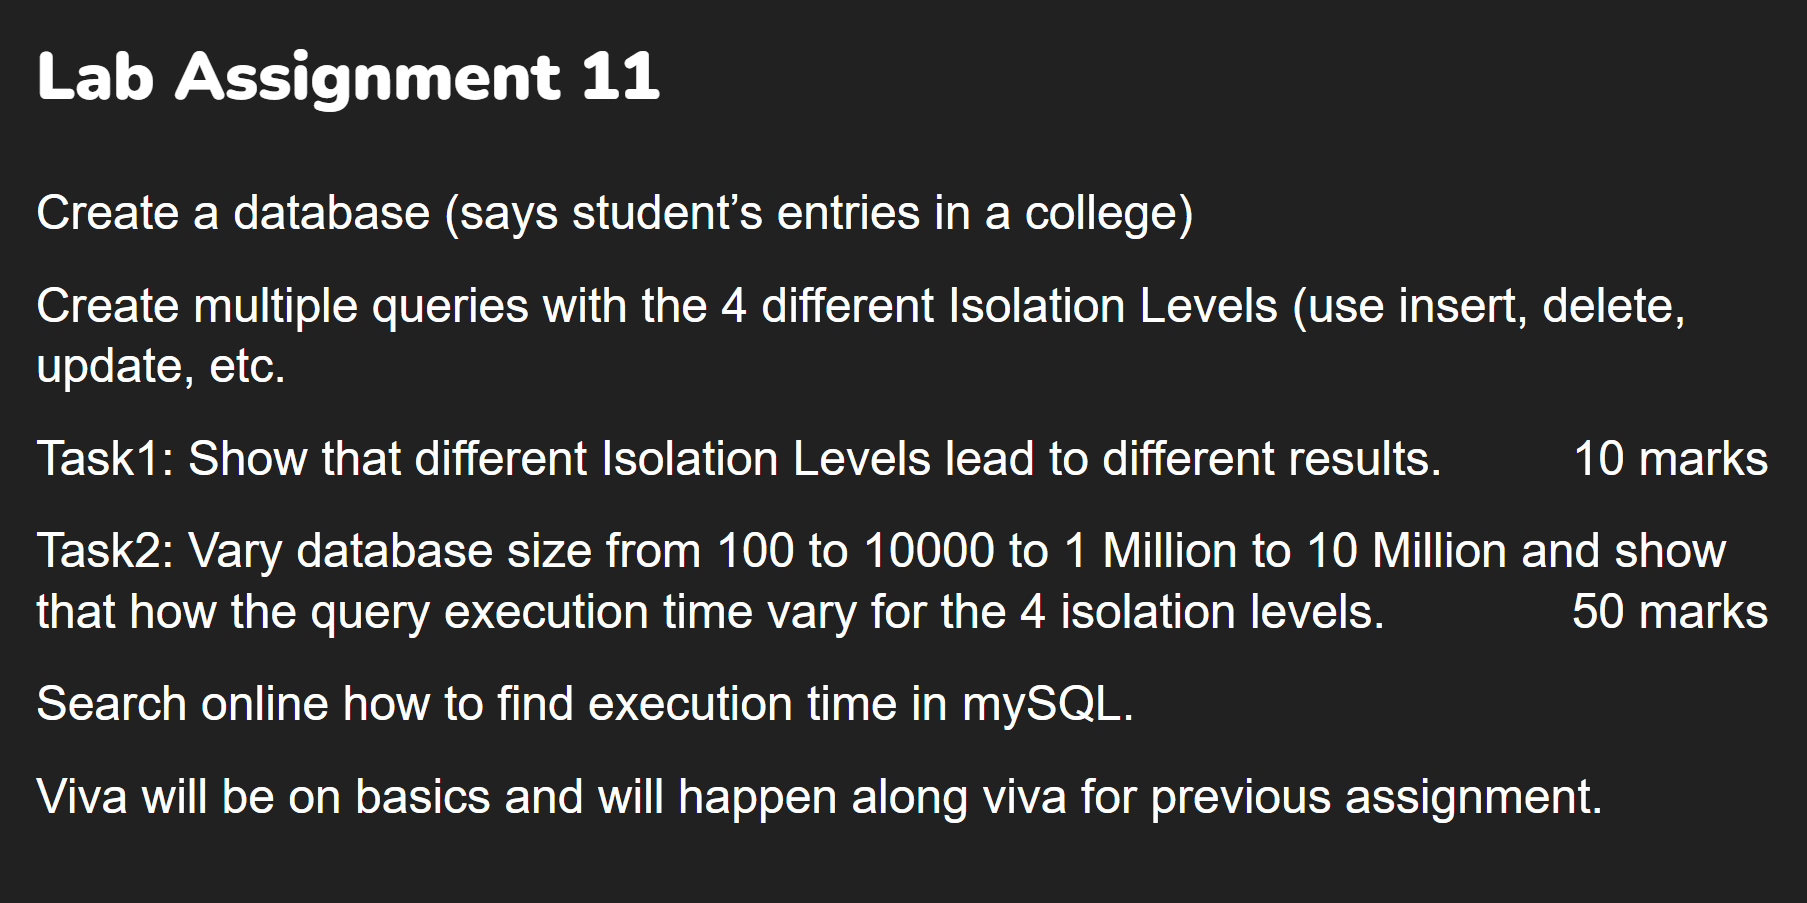 Lab Assignment 11
Create a database (says student’s entries in a college)
Create multiple queries with the 4 different Isolation Levels (use insert, delete,
update, etc.
Task1: Show that different Isolation Levels lead to different results. 10 marks
Task2: Vary database size from 100 to 10000 to 1 Million to 10 Million and show
that how the query execution time vary for the 4 isolation levels. 50 marks
Search online how to find execution time in mySQL.
Viva will be on basics and will happen along viva for previous assignment.